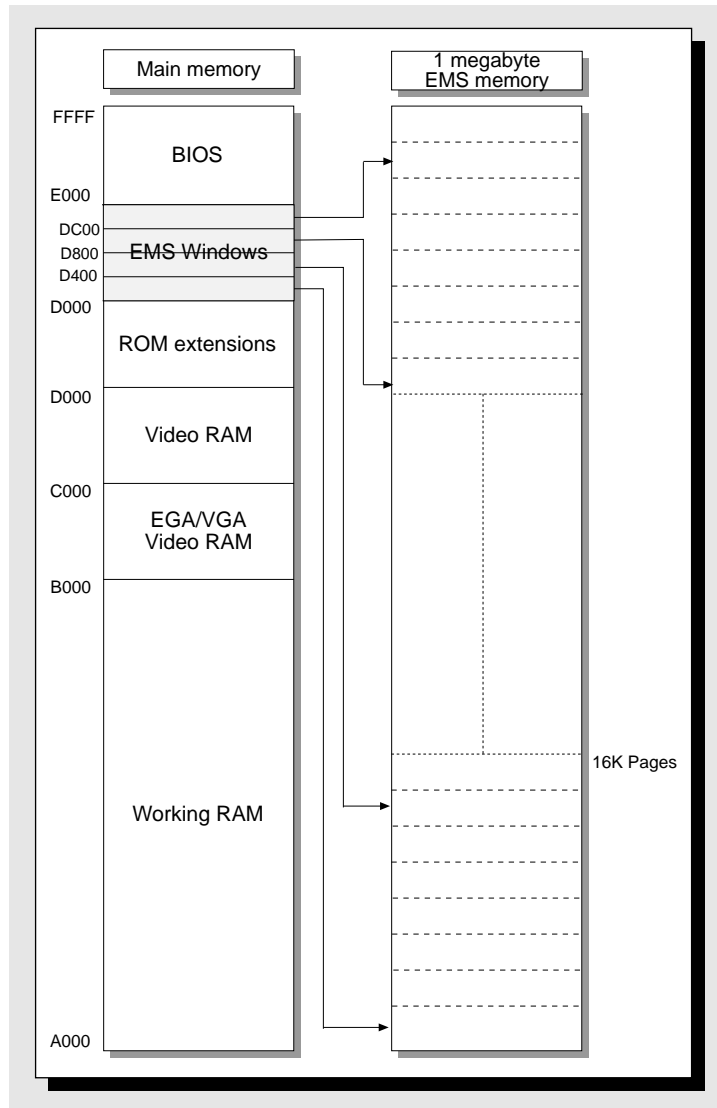 Main memory
1 megabyte
EMS memory
FFFF
BIOS
E000
DC00
D800
EMS Windows
D400
D000
ROM extensions
D000
Video RAM
C000
EGA/VGA
Video RAM
B000
16K Pages
Working RAM
A000